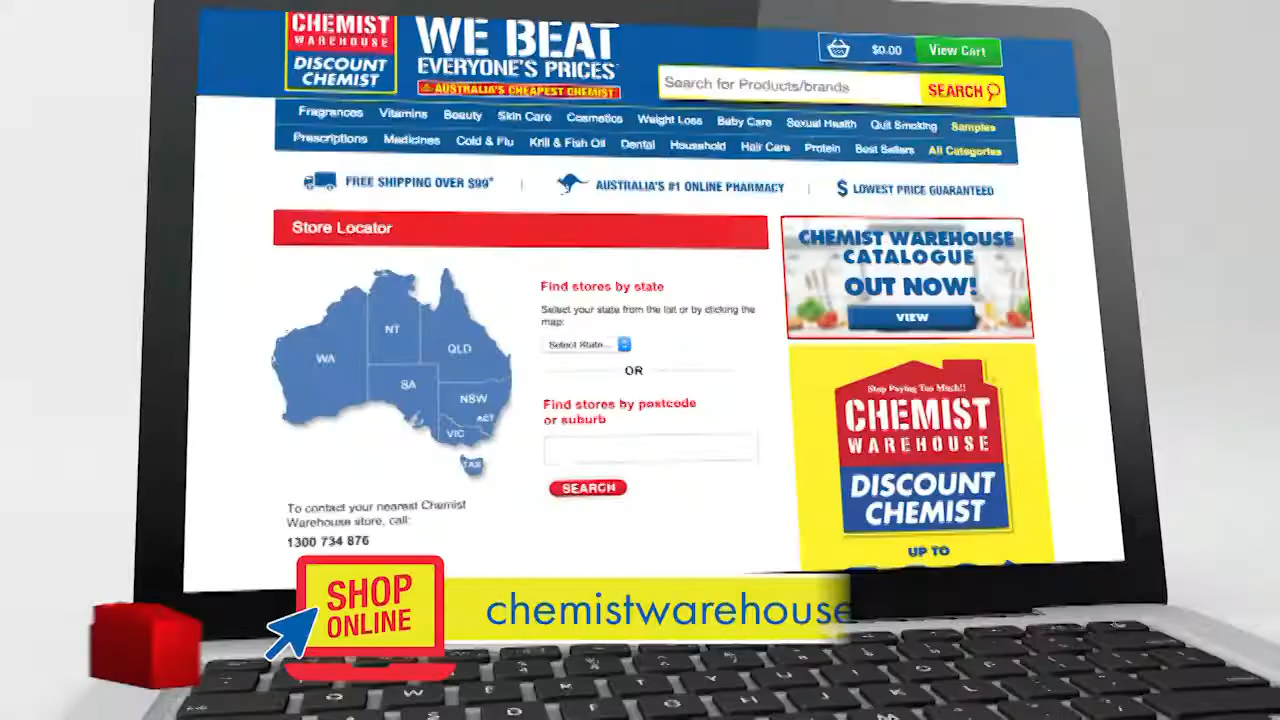 CHEMIST
WAREHOUSE
DISCOUNT
CHEMIST
WE BEAT
EVERYONE'S PRICES
AUSTRALIA'S CHEAPEST CHEMIST
$0.00
View Cart
Search for Products/brands
SEARCH
Fragrances Vitamins Beauty Skin Care Cosmetics Weight Loss Baby Care Sexual Health Quit Smoking Samples
Prescriptions Medicines Cold & Flu Krill & Fish Oil Dental Household Hair Care Protein Best Sellers All Categories
FREE SHIPPING OVER $99*
AUSTRALIA'S #1 ONLINE PHARMACY
$ LOWEST PRICE GUARANTEED
Store Locator
WA
NT
QLD
SA
NSW
ACT
VIC
TAS
Find stores by state
Select your state from the list or by clicking the
map:
Select State...
OR
Find stores by postcode
or suburb
SEARCH
To contact your nearest Chemist
Warehouse store, call:
1300 734 876
CHEMIST WAREHOUSE
CATALOGUE
OUT NOW!
VIEW
Stop Paying Too Much!!
CHEMIST
WAREHOUSE
DISCOUNT
CHEMIST
UP TO
SHOP
ONLINE
chemistwarehouse